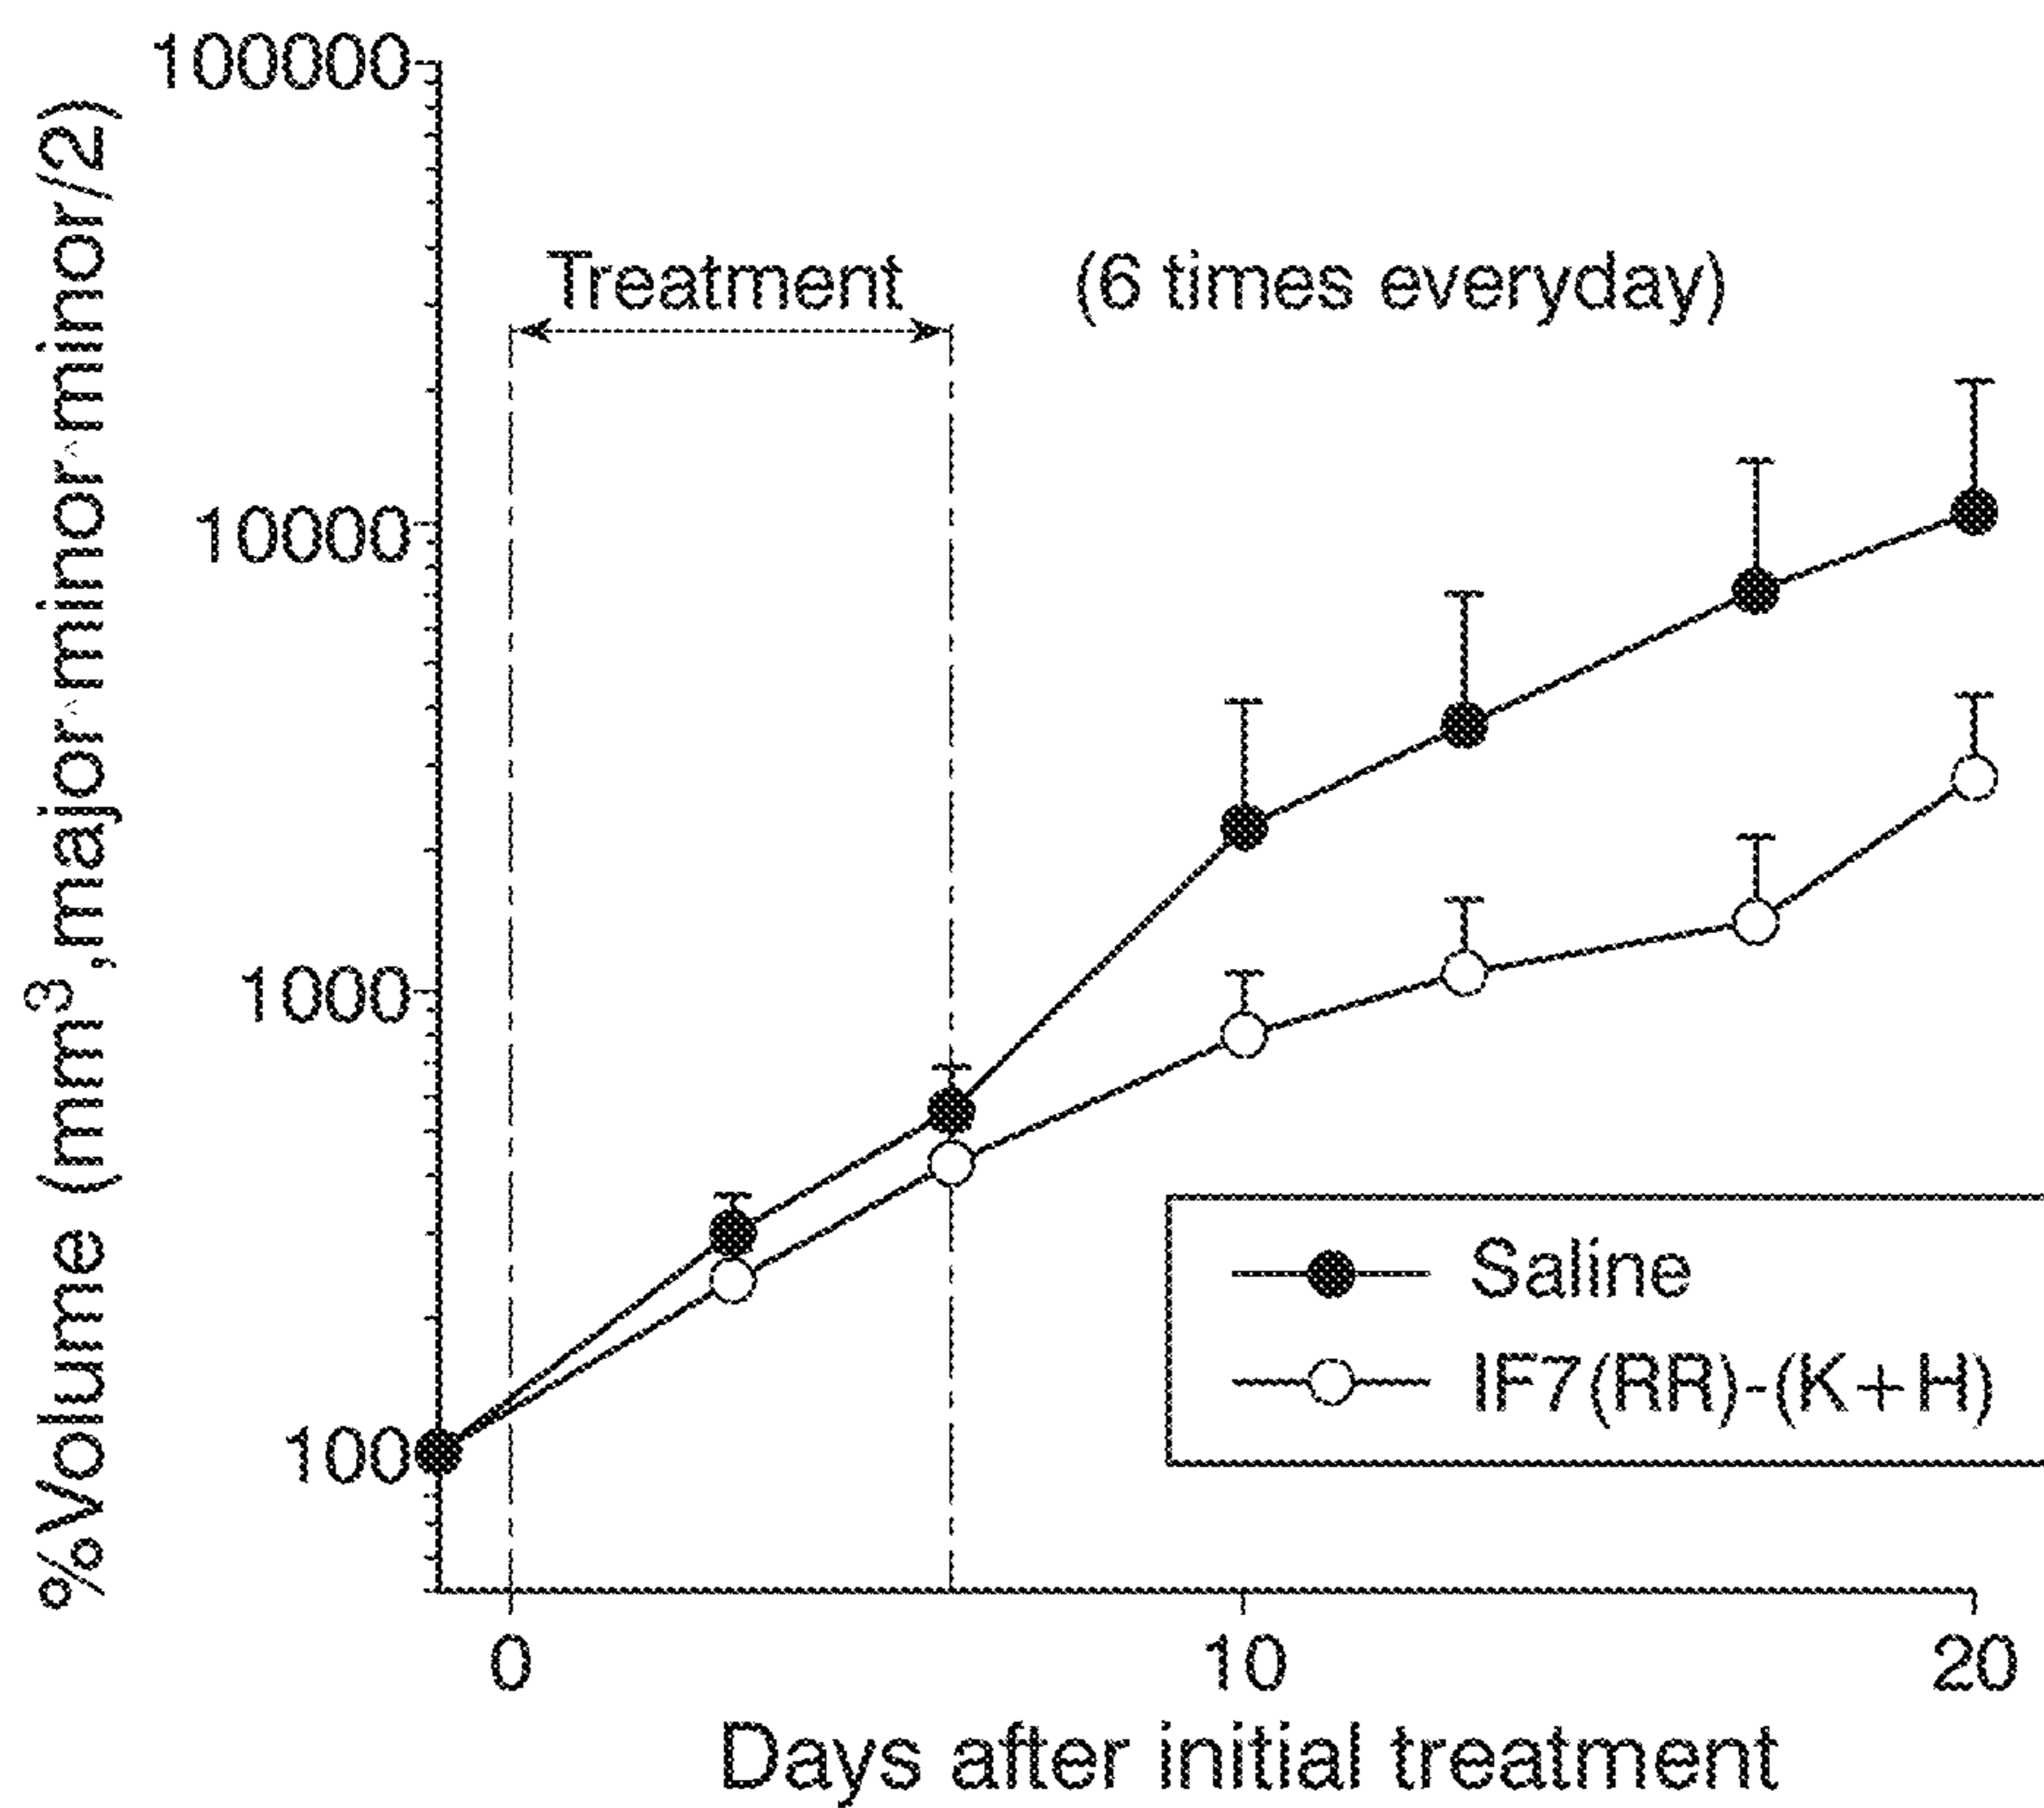 %Volume (mm³,major·minor·minor/2)
100000
10000
1000
100
Treatment (6 times everyday)
Saline
IF7(RR)-(K+H)
0 10 20
Days after initial treatment